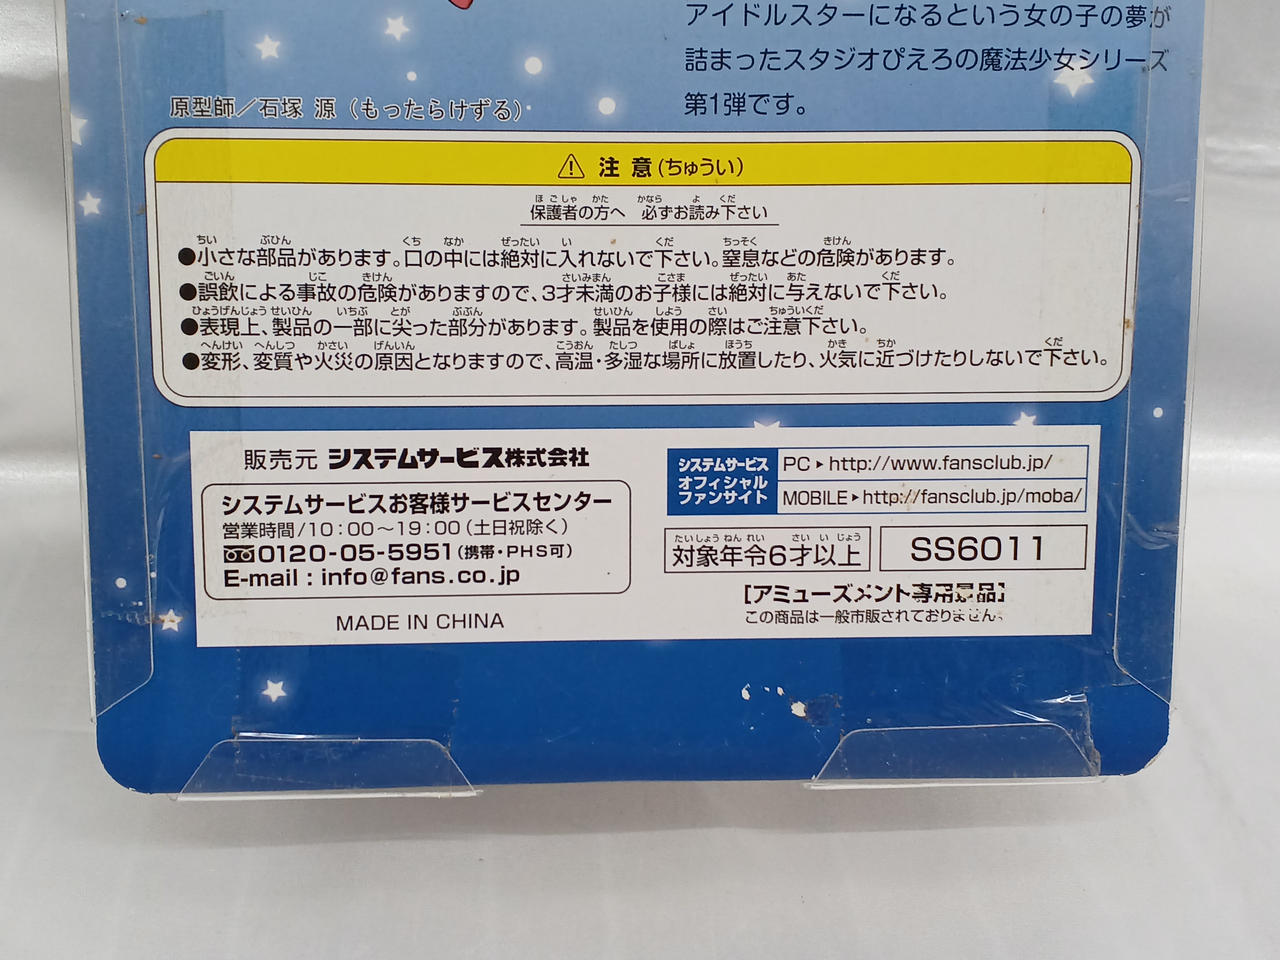 アイドルスターになるという女の子の夢が
詰まったスタジオぴえろの魔法少女シリーズ
第1弾です。
原型師／石塚 源（もったらけずる）
注意(ちゅうい)
保護者の方へ 必ずお読み下さい
●小さな部品があります。口の中には絶対に入れないで下さい。窒息などの危険があります。
●誤飲による事故の危険がありますので、3才未満のお子様には絶対に与えないで下さい。
●表現上、製品の一部に尖った部分があります。製品を使用の際はご注意下さい。
●変形、変質や火災の原因となりますので、高温・多湿な場所に放置したり、火気に近づけたりしないで下さい。
販売元 システムサービス株式会社
システムサービスお客様サービスセンター
営業時間/10：00～19：00（土日祝除く）
0120-05-5951(携帯・PHS可)
E-mail : info@fans.co.jp
MADE IN CHINA
システムサービス
オフィシャル
ファンサイト
PC▶http://www.fansclub.jp/
MOBILE▶http://fansclub.jp/moba/
対象年令6才以上
SS6011
[アミューズメント専用景品]
この商品は一般市販されておりません。